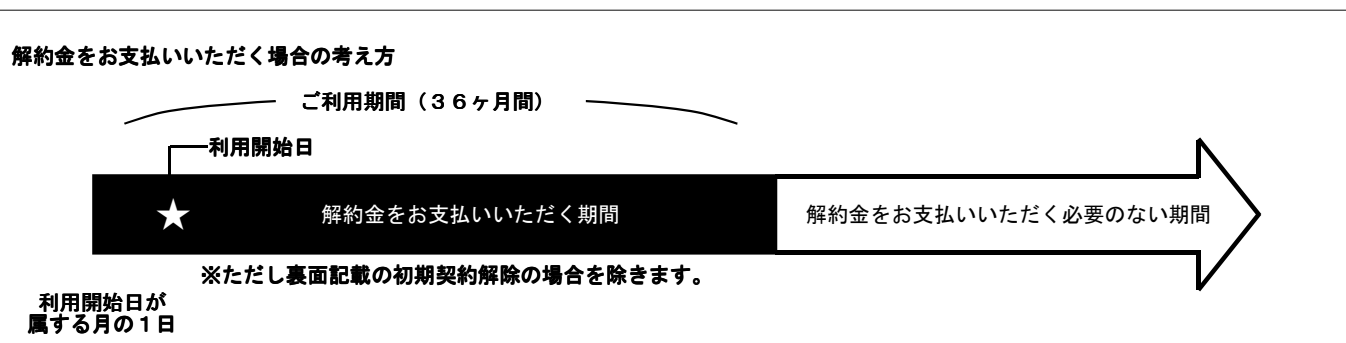 解約金をお支払いいただく場合の考え方
ご利用期間（３６ヶ月間）
利用開始日
★
解約金をお支払いいただく期間
解約金をお支払いいただく必要のない期間
※ただし裏面記載の初期契約解除の場合を除きます。
利用開始日が
属する月の１日